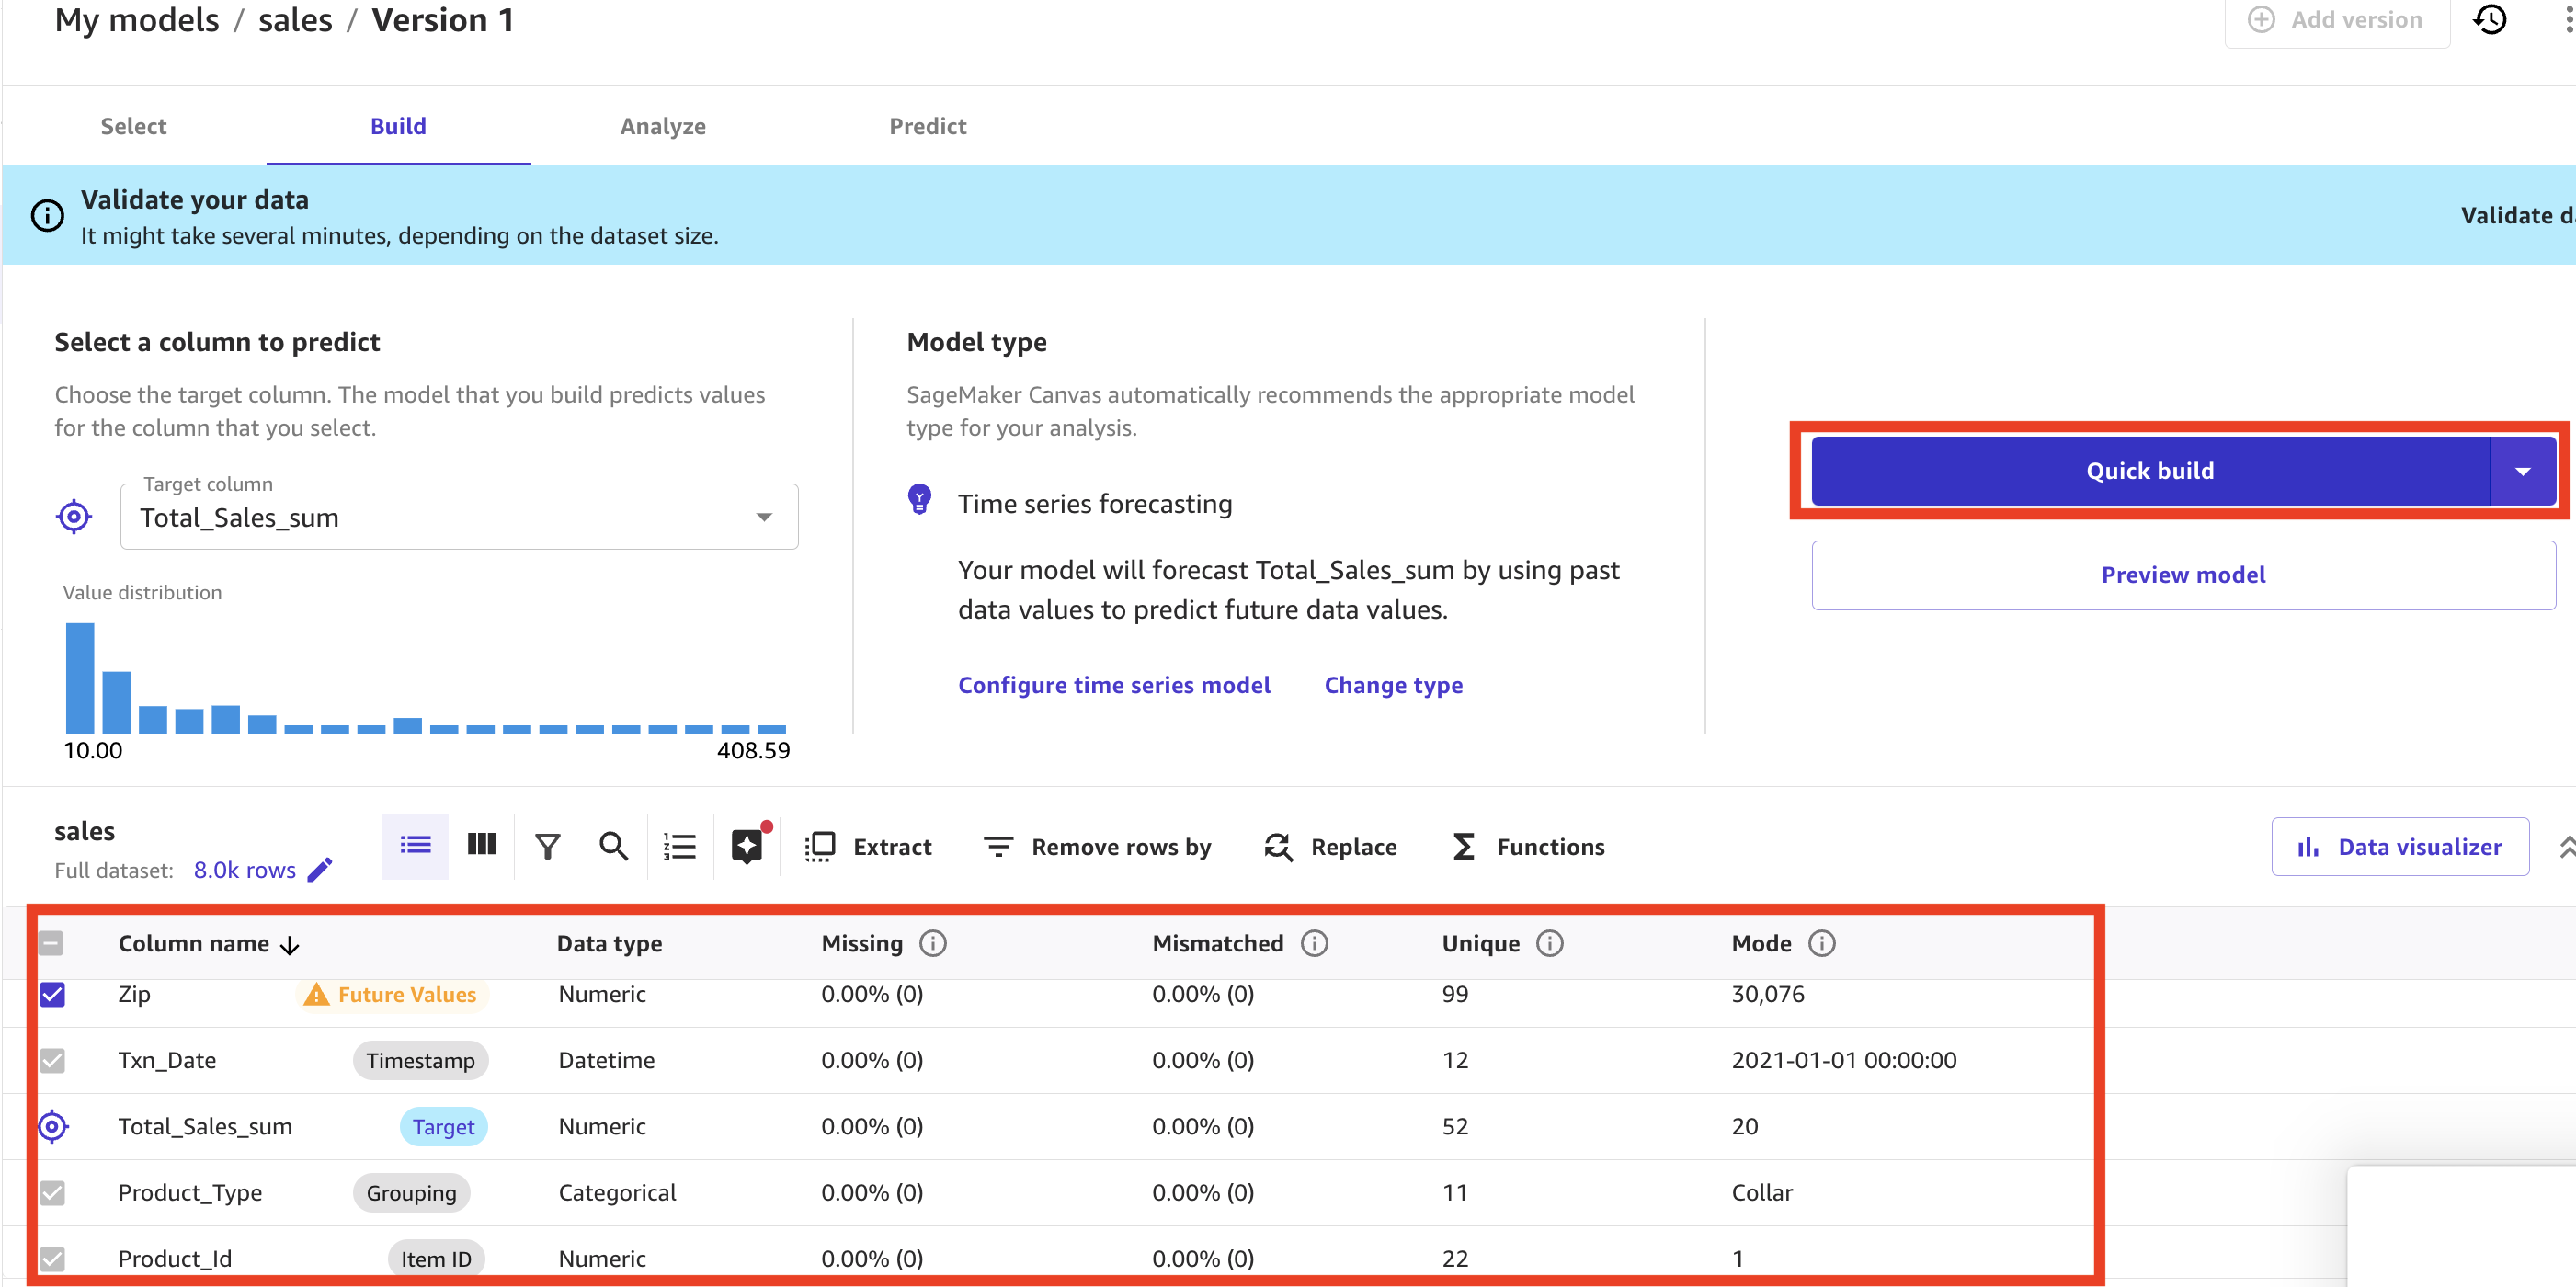 My models / sales / Version 1
Add version
Select Build Analyze Predict
Validate your data
It might take several minutes, depending on the dataset size.
Validate d
Select a column to predict
Choose the target column. The model that you build predicts values
for the column that you select.
Target column
Total_Sales_sum
Value distribution
10.00 408.59
Model type
SageMaker Canvas automatically recommends the appropriate model
type for your analysis.
Time series forecasting
Your model will forecast Total_Sales_sum by using past
data values to predict future data values.
Configure time series model Change type
Quick build
Preview model
sales
Full dataset: 8.0k rows
Extract Remove rows by Replace Functions
Data visualizer
Column name Data type Missing Mismatched Unique Mode
Zip Future Values Numeric 0.00% (0) 0.00% (0) 99 30,076
Txn_Date Timestamp Datetime 0.00% (0) 0.00% (0) 12 2021-01-01 00:00:00
Total_Sales_sum Target Numeric 0.00% (0) 0.00% (0) 52 20
Product_Type Grouping Categorical 0.00% (0) 0.00% (0) 11 Collar
Product_Id Item ID Numeric 0.00% (0) 0.00% (0) 22 1